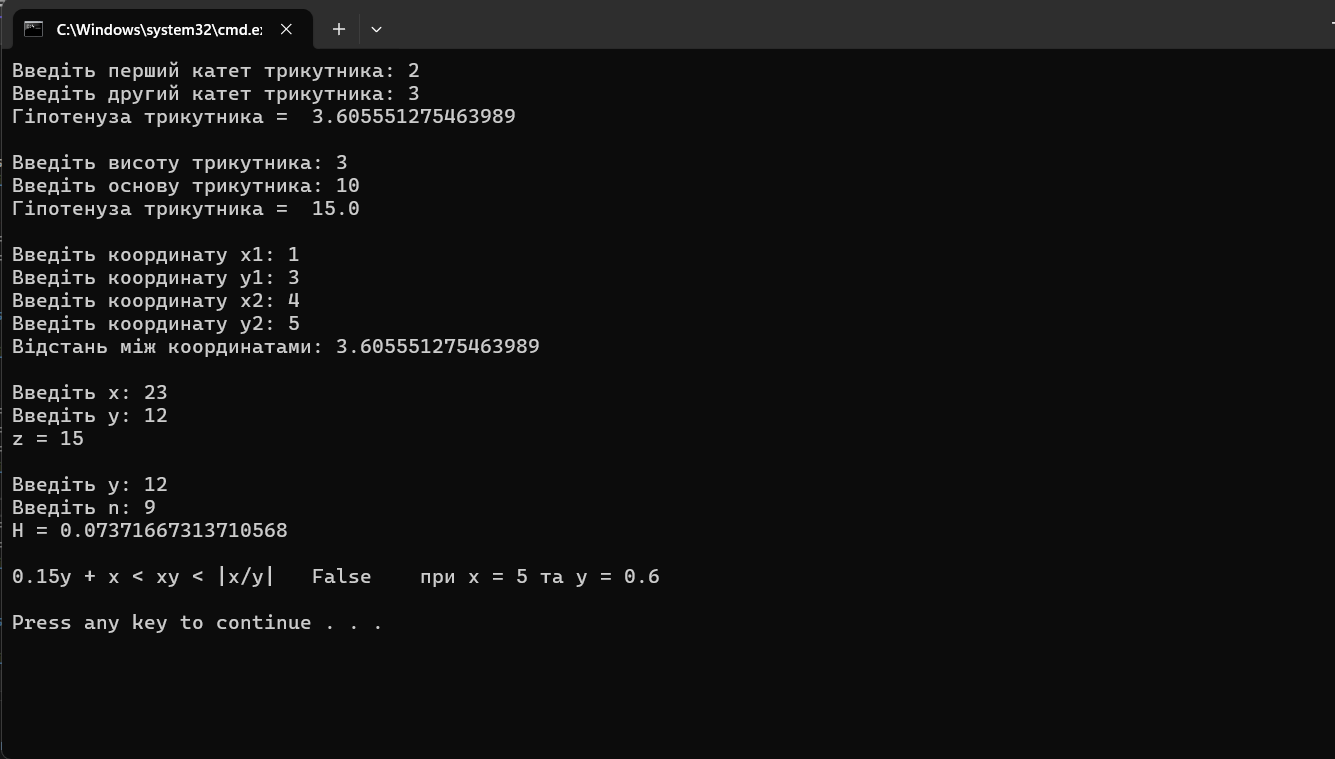 C:\Windows\system32\cmd.e
Введіть перший катет трикутника: 2
Введіть другий катет трикутника: 3
Гіпотенуза трикутника =  3.605551275463989
Введіть висоту трикутника: 3
Введіть основу трикутника: 10
Гіпотенуза трикутника =  15.0
Введіть координату x1: 1
Введіть координату y1: 3
Введіть координату x2: 4
Введіть координату y2: 5
Відстань між координатами: 3.605551275463989
Введіть x: 23
Введіть y: 12
z = 15
Введіть y: 12
Введіть n: 9
H = 0.07371667313710568
0.15y + x < xy < |x/y|   False    при x = 5 та y = 0.6
Press any key to continue . . .